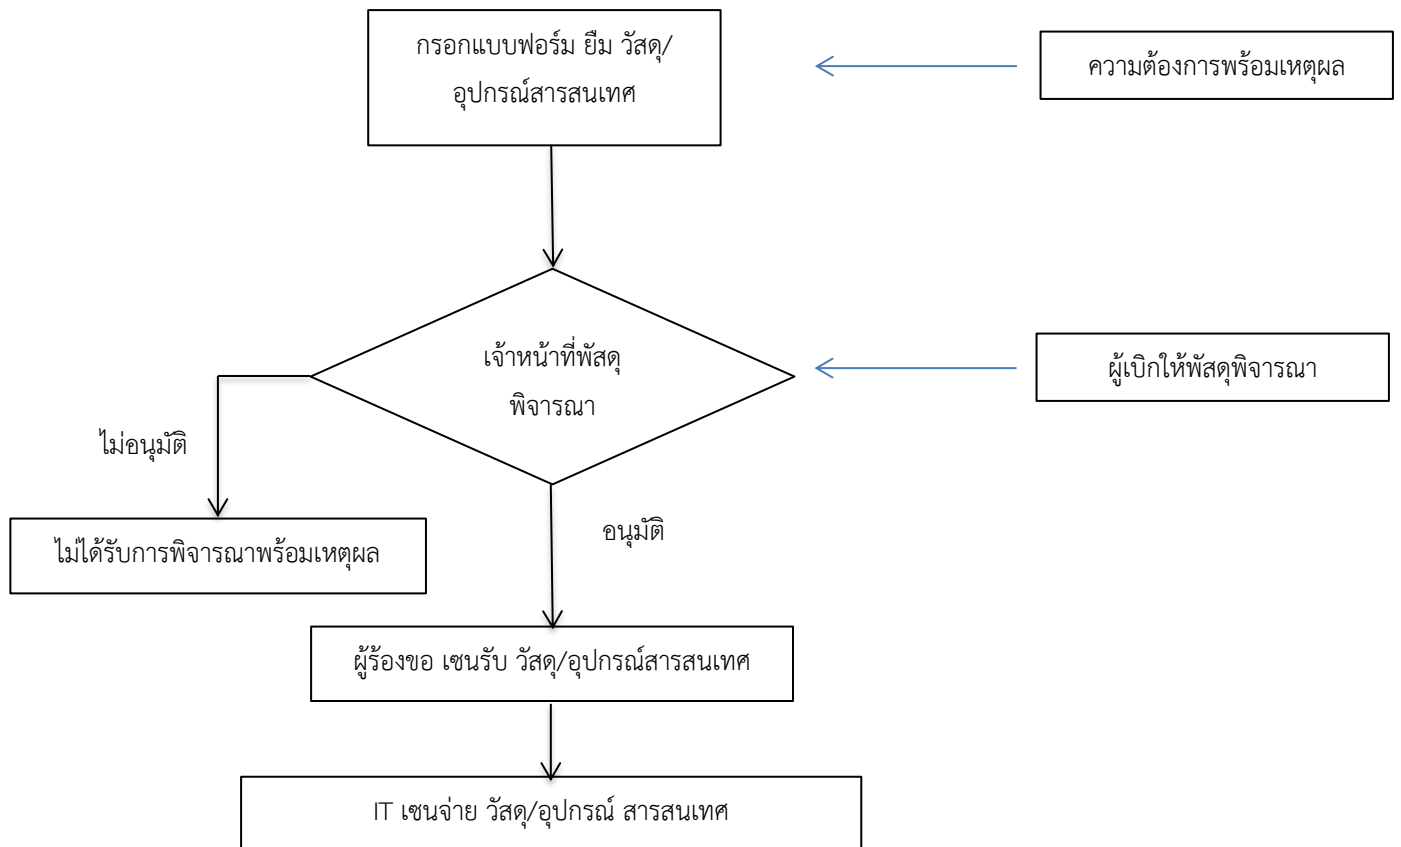 กรอกแบบฟอร์ม ยืม วัสดุ/
อุปกรณ์สารสนเทศ
ความต้องการพร้อมเหตุผล
เจ้าหน้าที่พัสดุ
พิจารณา
ผู้เบิกให้พัสดุพิจารณา
ไม่อนุมัติ
อนุมัติ
ไม่ได้รับการพิจารณาพร้อมเหตุผล
ผู้ร้องขอ เซนรับ วัสดุ/อุปกรณ์สารสนเทศ
IT เซนจ่าย วัสดุ/อุปกรณ์ สารสนเทศ